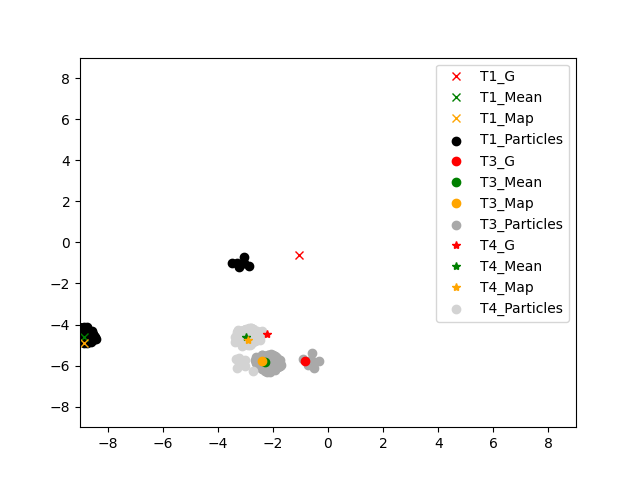 8
6
4
2
0
−2
−4
−6
−8
−8 −6 −4 −2 0 2 4 6 8
T1_G
T1_Mean
T1_Map
T1_Particles
T3_G
T3_Mean
T3_Map
T3_Particles
T4_G
T4_Mean
T4_Map
T4_Particles